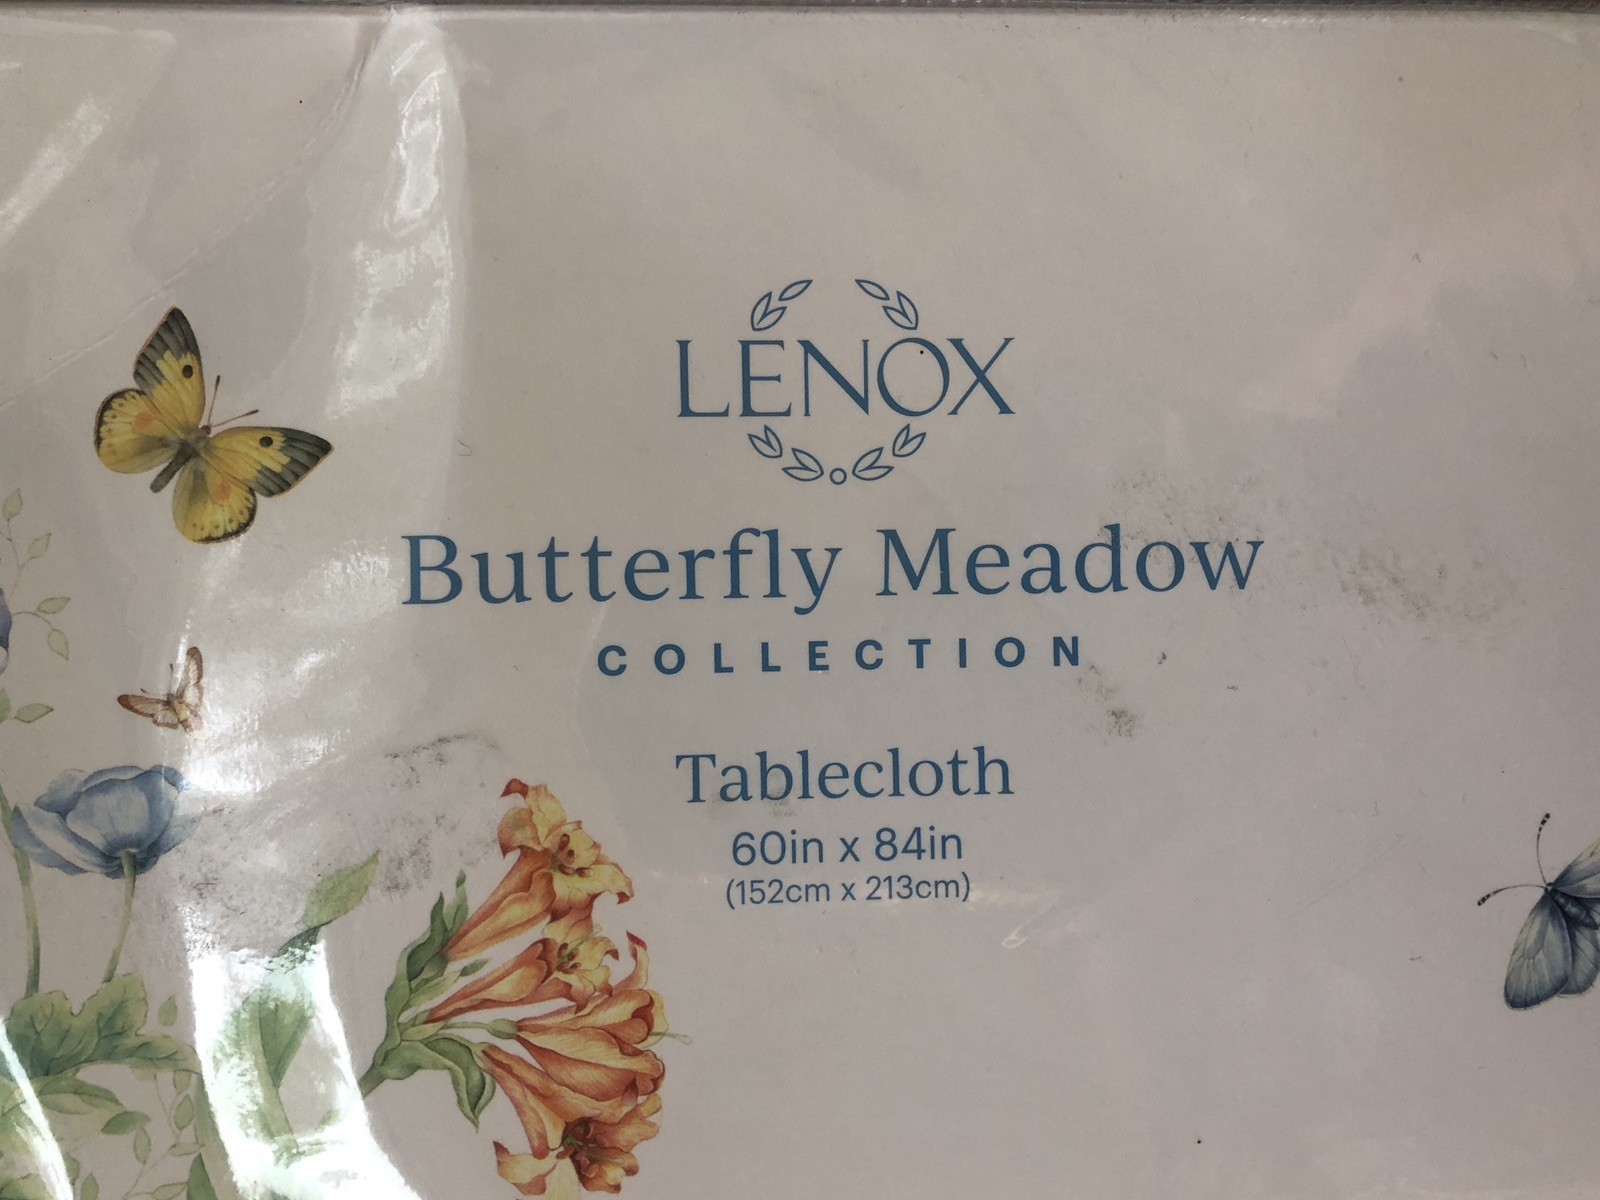 LENOX
Butterfly Meadow
COLLECTION
Tablecloth
60in x 84in
(152cm x 213cm)